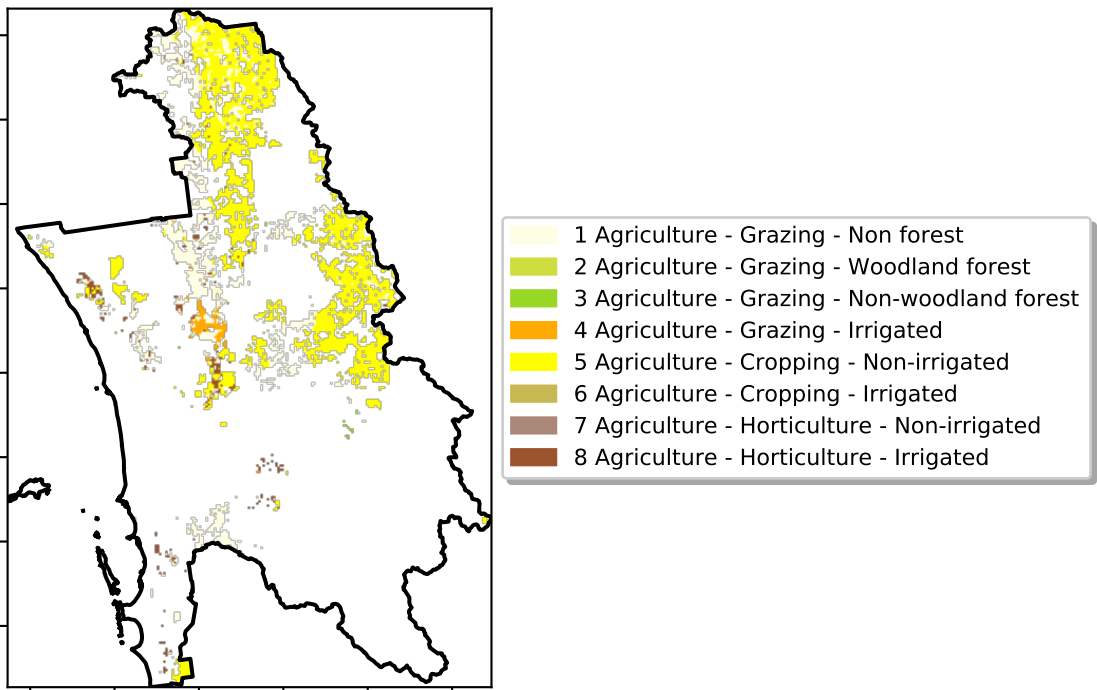 1 Agriculture - Grazing - Non forest
2 Agriculture - Grazing - Woodland forest
3 Agriculture - Grazing - Non-woodland forest
4 Agriculture - Grazing - Irrigated
5 Agriculture - Cropping - Non-irrigated
6 Agriculture - Cropping - Irrigated
7 Agriculture - Horticulture - Non-irrigated
8 Agriculture - Horticulture - Irrigated